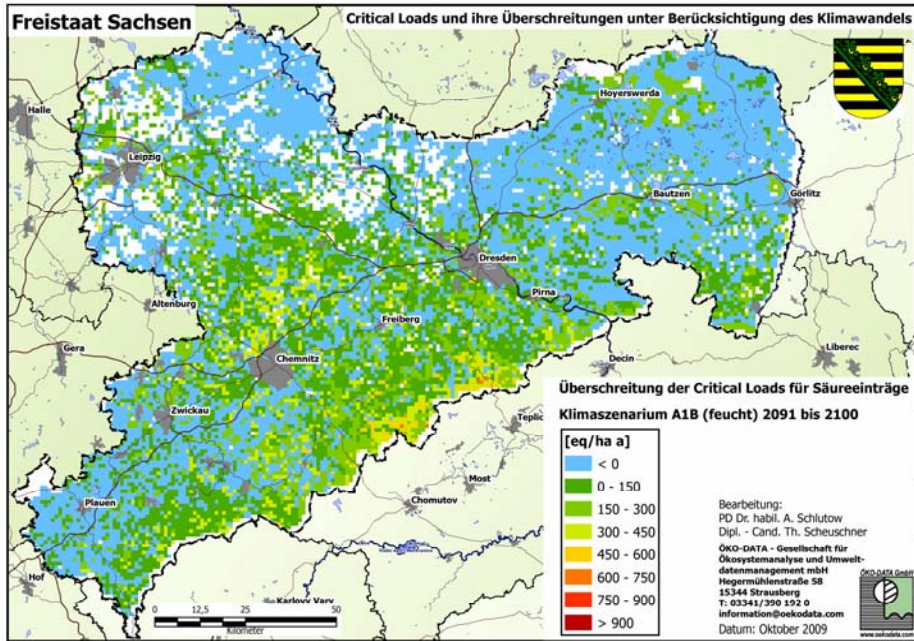 Freistaat Sachsen
Critical Loads und ihre Überschreitungen unter Berücksichtigung des Klimawandels
Halle
Leipzig
Hoyerswerda
Bautzen
Görlitz
Dresden
Pirna
Altenburg
Freiberg
Gera
Chemnitz
Decin
Liberec
Zwickau
Teplic
Most
Chomutov
Plauen
Hof
Karlovy Vary
0 12,5 25 50
Kilometer
Überschreitung der Critical Loads für Säureeinträge
Klimaszenarium A1B (feucht) 2091 bis 2100
[eq/ha a]
< 0
0 - 150
150 - 300
300 - 450
450 - 600
600 - 750
750 - 900
> 900
Bearbeitung:
PD Dr. habil. A. Schlutow
Dipl. - Cand. Th. Scheuschner
ÖKO-DATA - Gesellschaft für
Ökosystemanalyse und Umwelt-
datenmanagement mbH
Hegermühlenstraße 58
15344 Strausberg
T: 03341/390 192 0
information@oekodata.com
Datum: Oktober 2009
ÖKO-DATA GmbH
www.oekodata.com